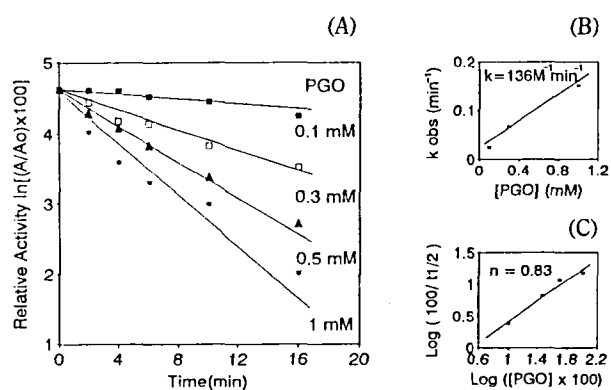 (A)
PGO
0.1 mM
0.3 mM
0.5 mM
1 mM
Relative Activity ln[(A/Ao)x100]
5
4
3
2
1
0
4
8
12
16
20
Time(min)
(B)
k=136M⁻¹min⁻¹
k obs (min⁻¹)
0.2
0.1
0
0
0.4
0.8
1.2
[PGO] (mM)
(C)
n = 0.83
Log (100/ t1/2)
1.5
1
0.5
0
0.6
1.0
1.4
1.8
2.2
Log ([PGO] x 100)